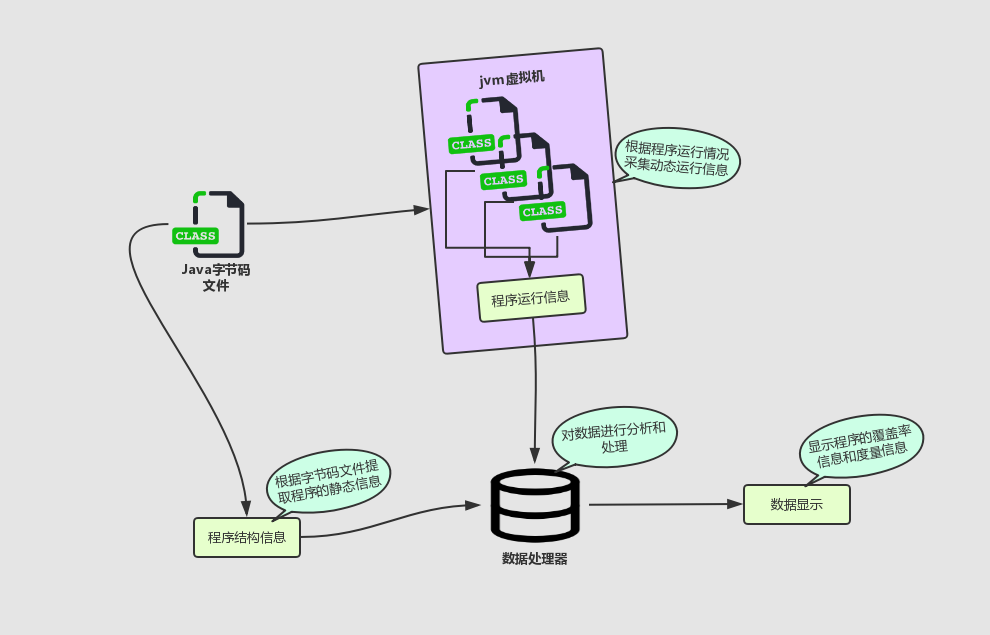 jvm虚拟机
CLASS
CLASS
CLASS
根据程序运行情况
采集动态运行信息
CLASS
Java字节码
文件
程序运行信息
对数据进行分析和
处理
显示程序的覆盖率
信息和度量信息
根据字节码文件提
取程序的静态信息
数据显示
程序结构信息
数据处理器